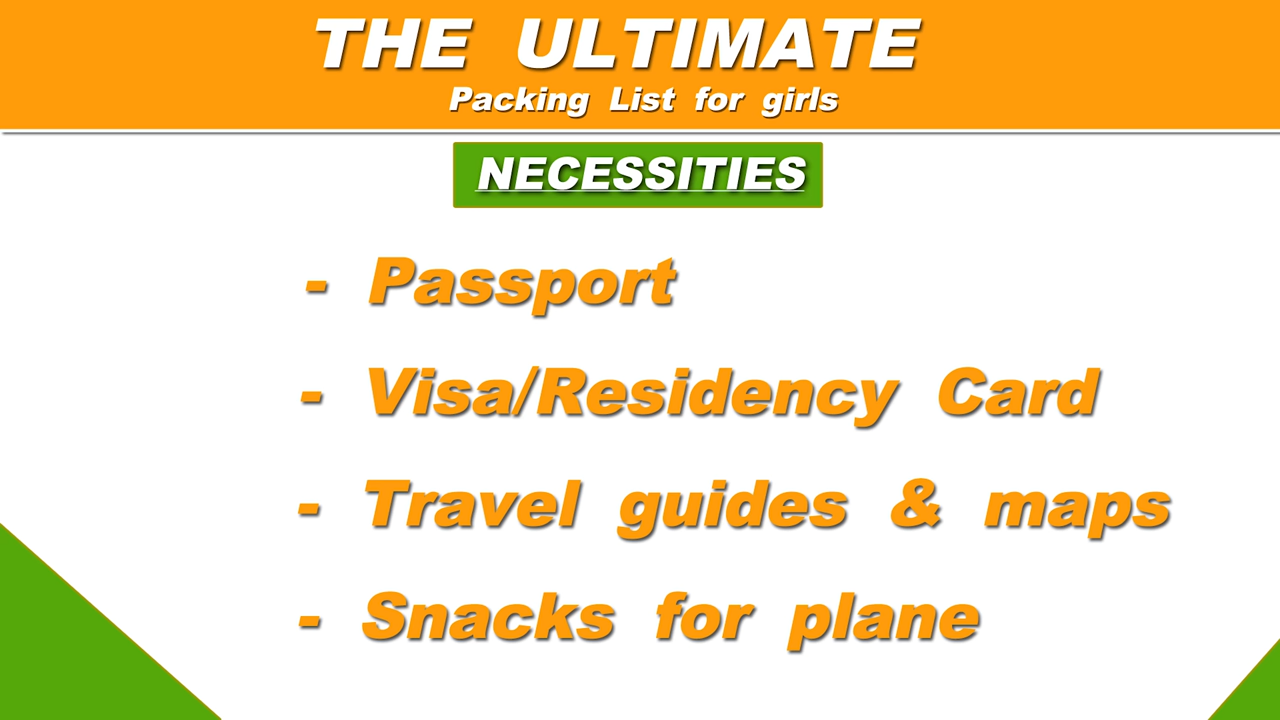 THE ULTIMATE
Packing List for girls
NECESSITIES
- Passport
- Visa/Residency Card
- Travel guides & maps
- Snacks for plane